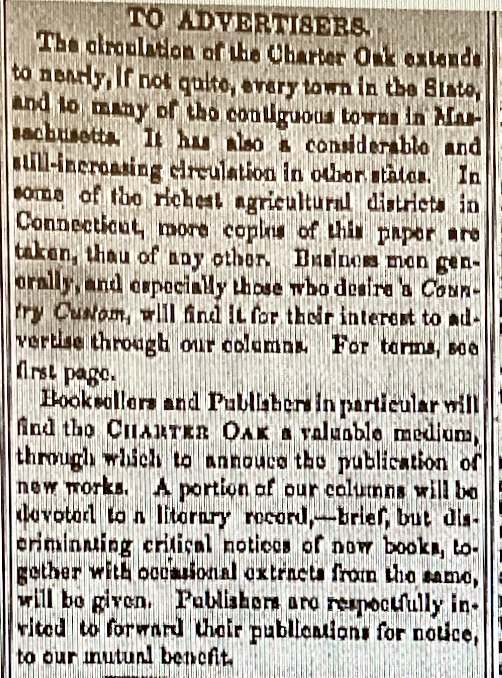 TO ADVERTISERS.
The circulation of the Charter Oak extends
to nearly, if not quite, every town in the State,
and to many of the contiguous towns in Mas-
sachusetts. It has also a considerable and
still-increasing circulation in other states. In
some of the richest agricultural districts in
Connecticut, more copies of this paper are
taken, than of any other. Business men gen-
erally, and especially those who desire a Coun-
try Custom, will find it for their interest to ad-
vertise through our columns. For terms, see
first page.
Booksellers and Publishers in particular will
find the CHARTER OAK a valuable medium,
through which to annouce the publication of
new works. A portion of our columns will be
devoted to a literary record,—brief, but dis-
criminating critical notices of new books, to-
gether with occasional extracts from the same,
will be given. Publishers are respectfully in-
vited to forward their publications for notice,
to our mutual benefit.